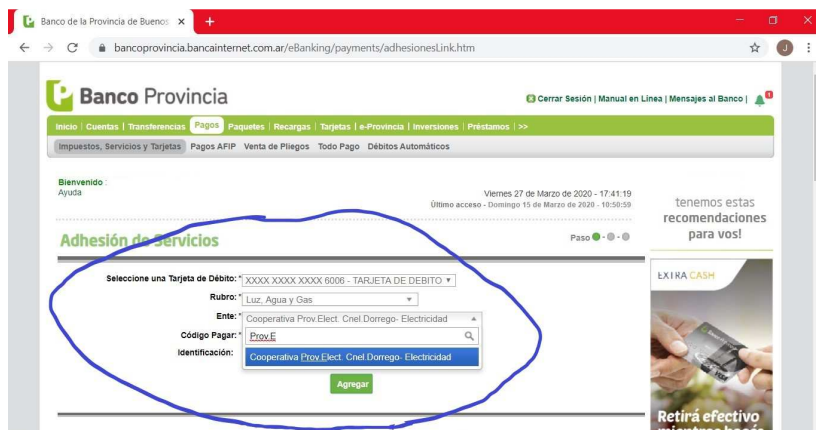 Banco de la Provincia de Buenos
bancoprovincia.bancainternet.com.ar/eBanking/payments/adhesionesLink.htm
J
Banco Provincia
Cerrar Sesión | Manual en Linea | Mensajes al Banco |
1
Inicio | Cuentas | Transferencias | Pagos | Paquetes | Recargas | Tarjetas | e-Provincia | Inversiones | Préstamos | >>
Impuestos, Servicios y Tarjetas Pagos AFIP Venta de Pliegos Todo Pago Débitos Automáticos
Bienvenido :
Ayuda
Viernes 27 de Marzo de 2020 - 17:41:19
Último acceso - Domingo 15 de Marzo de 2020 - 10:50:59
Adhesión de Servicios
Paso
Seleccione una Tarjeta de Débito: * XXXX XXXX XXXX 6006 - TARJETA DE DEBITO
Rubro: * Luz, Agua y Gas
Ente: * Cooperativa Prov.Elect. Cnel.Dorrego- Electricidad
Código Pagar: * Prov.E
Identificación: Cooperativa Prov.Elect. Cnel.Dorrego- Electricidad
Agregar
tenemos estas
recomendaciones
para vos!
EXTRA CASH
Retirá efectivo